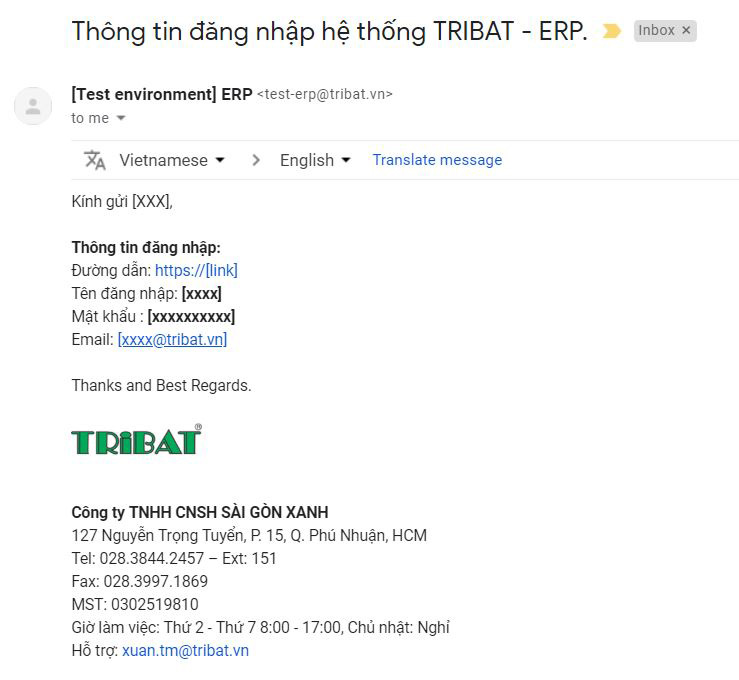 Thông tin đăng nhập hệ thống TRIBAT - ERP. Inbox ×
[Test environment] ERP <test-erp@tribat.vn>
to me
Vietnamese > English Translate message
Kính gửi [XXX],
Thông tin đăng nhập:
Đường dẫn: https://[link]
Tên đăng nhập: [xxxx]
Mật khẩu : [xxxxxxxxxx]
Email: [xxxx@tribat.vn]
Thanks and Best Regards.
TRiBAT®
Công ty TNHH CNSH SÀI GÒN XANH
127 Nguyễn Trọng Tuyển, P. 15, Q. Phú Nhuận, HCM
Tel: 028.3844.2457 – Ext: 151
Fax: 028.3997.1869
MST: 0302519810
Giờ làm việc: Thứ 2 - Thứ 7 8:00 - 17:00, Chủ nhật: Nghỉ
Hỗ trợ: xuan.tm@tribat.vn